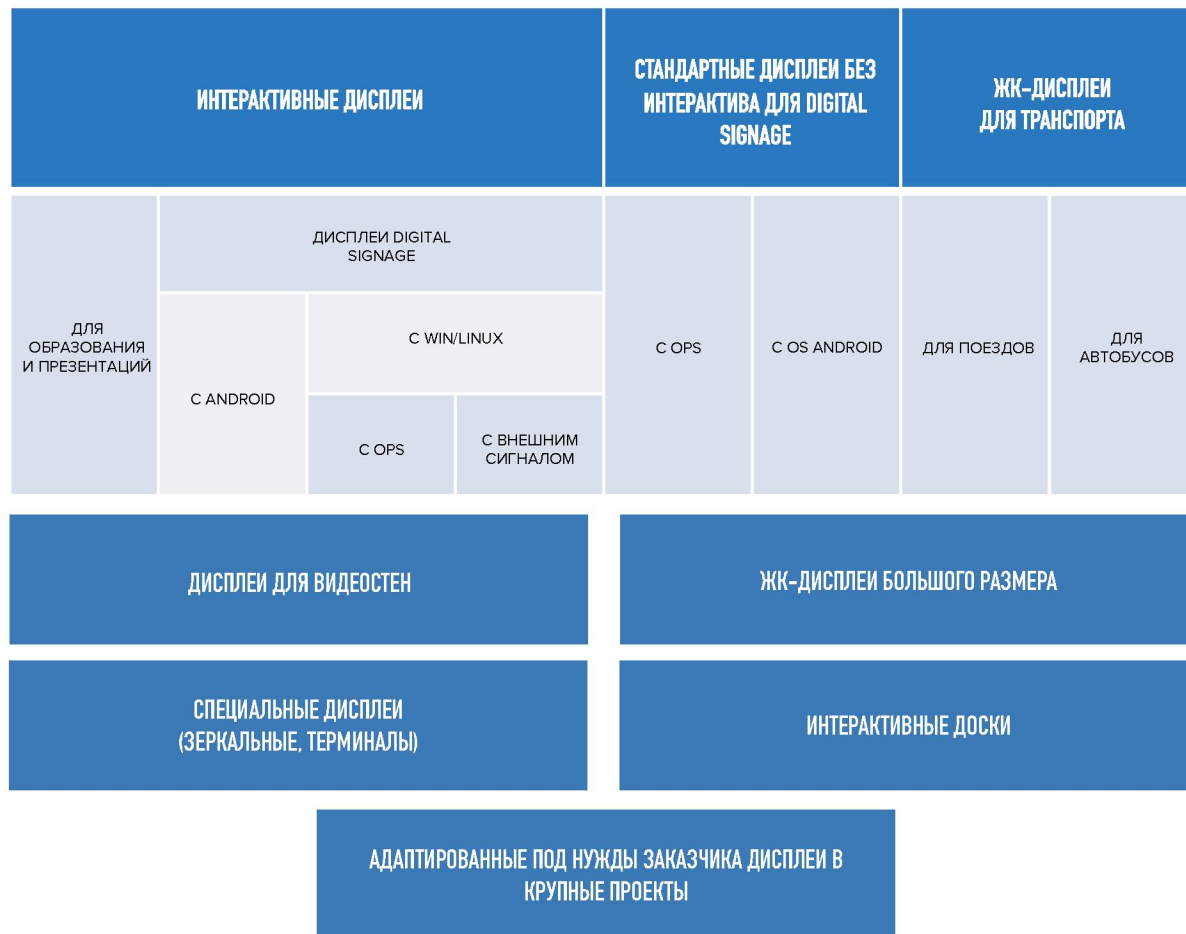 ИНТЕРАКТИВНЫЕ ДИСПЛЕИ
СТАНДАРТНЫЕ ДИСПЛЕИ БЕЗ
ИНТЕРАКТИВА ДЛЯ DIGITAL
SIGNAGE
ЖК-ДИСПЛЕИ
ДЛЯ ТРАНСПОРТА
ДЛЯ
ОБРАЗОВАНИЯ
И ПРЕЗЕНТАЦИЙ
ДИСПЛЕИ DIGITAL
SIGNAGE
С ANDROID
С WIN/LINUX
С OPS
С ВНЕШНИМ
СИГНАЛОМ
С OPS
С OS ANDROID
ДЛЯ ПОЕЗДОВ
ДЛЯ
АВТОБУСОВ
ДИСПЛЕИ ДЛЯ ВИДЕОСТЕН
ЖК-ДИСПЛЕИ БОЛЬШОГО РАЗМЕРА
СПЕЦИАЛЬНЫЕ ДИСПЛЕИ
(ЗЕРКАЛЬНЫЕ, ТЕРМИНАЛЫ)
ИНТЕРАКТИВНЫЕ ДОСКИ
АДАПТИРОВАННЫЕ ПОД НУЖДЫ ЗАКАЗЧИКА ДИСПЛЕИ В
КРУПНЫЕ ПРОЕКТЫ